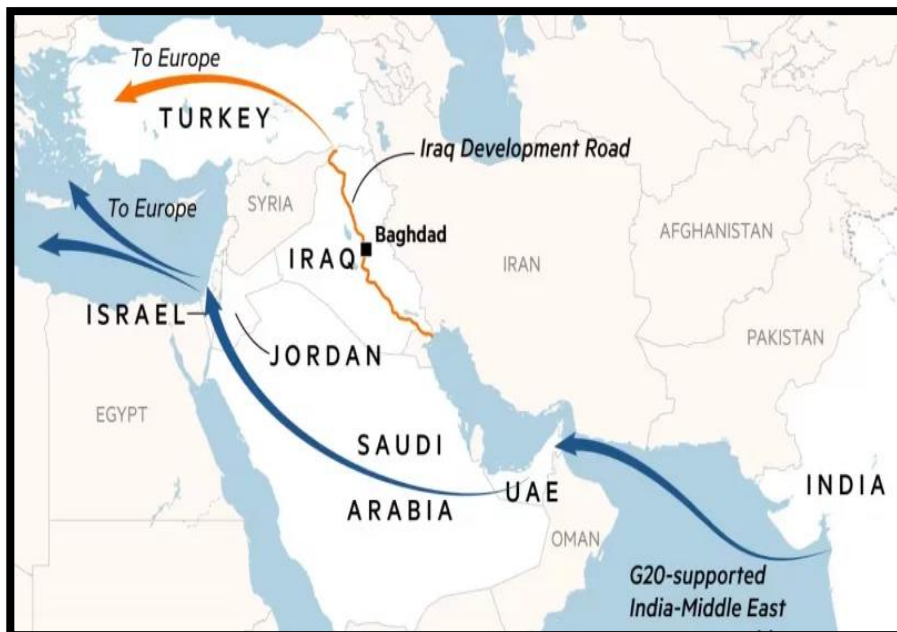 To Europe
TURKEY
Iraq Development Road
SYRIA
To Europe
Baghdad
IRAQ
AFGHANISTAN
IRAN
ISRAEL
JORDAN
PAKISTAN
EGYPT
SAUDI
ARABIA
UAE
INDIA
OMAN
G20-supported
India-Middle East